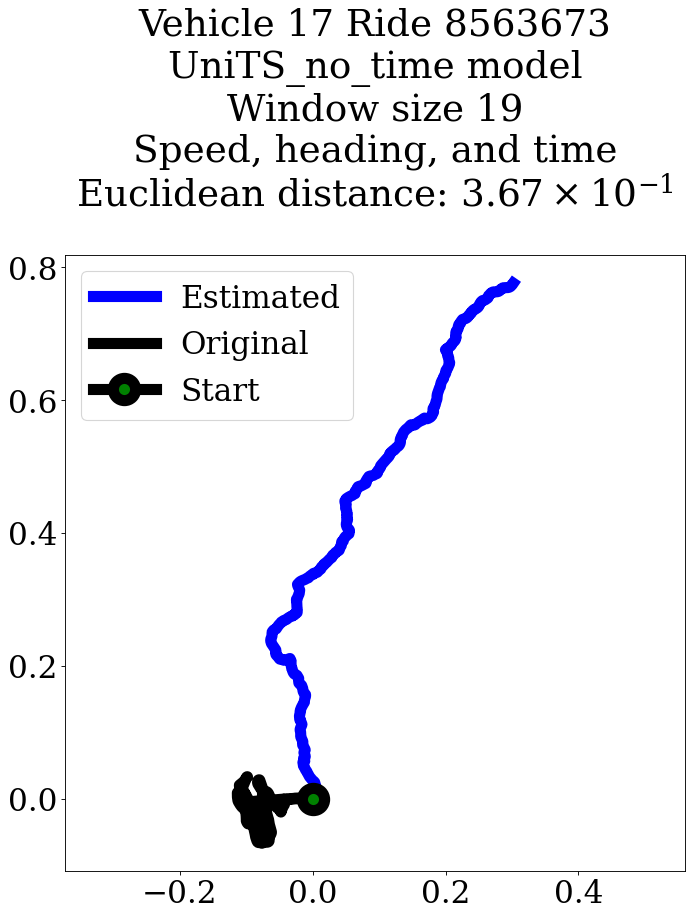 Vehicle 17 Ride 8563673
UniTS_no_time model
Window size 19
Speed, heading, and time
Euclidean distance: $3.67 \times 10^{-1}$
Estimated
Original
Start
0.8
0.6
0.4
0.2
0.0
−0.2 0.0 0.2 0.4